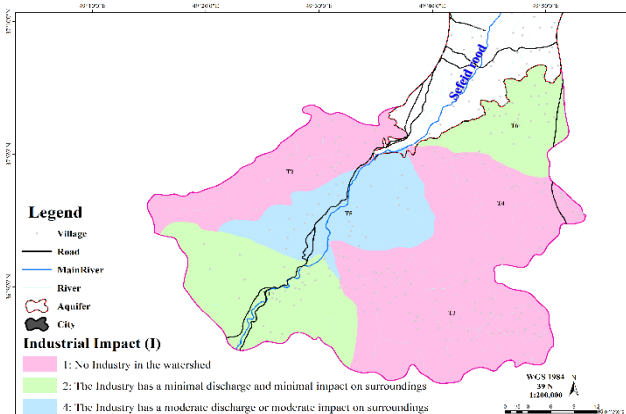 Sefeid rood
T6
T3
T4
T5
Legend
Village
Road
MainRiver
River
Aquifer
City
Industrial Impact (I)
1: No Industry in the watershed
2: The Industry has a minimal discharge and minimal impact on surroundings
4: The Industry has a moderate discharge or moderate impact on surroundings
WGS 1984
39 N
1:200,000
N